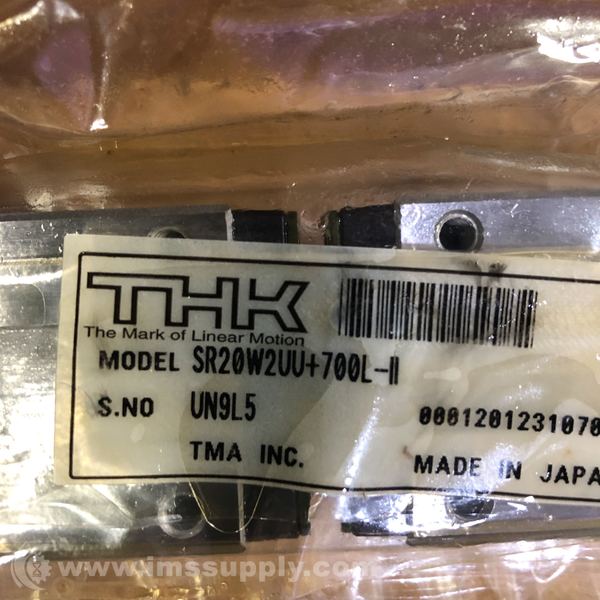 THK
The Mark of Linear Motion
MODEL SR20W2UU+700L-II
S.NO UN9L5
0001201231070
TMA INC.
MADE IN JAPA
www.imssupply.com